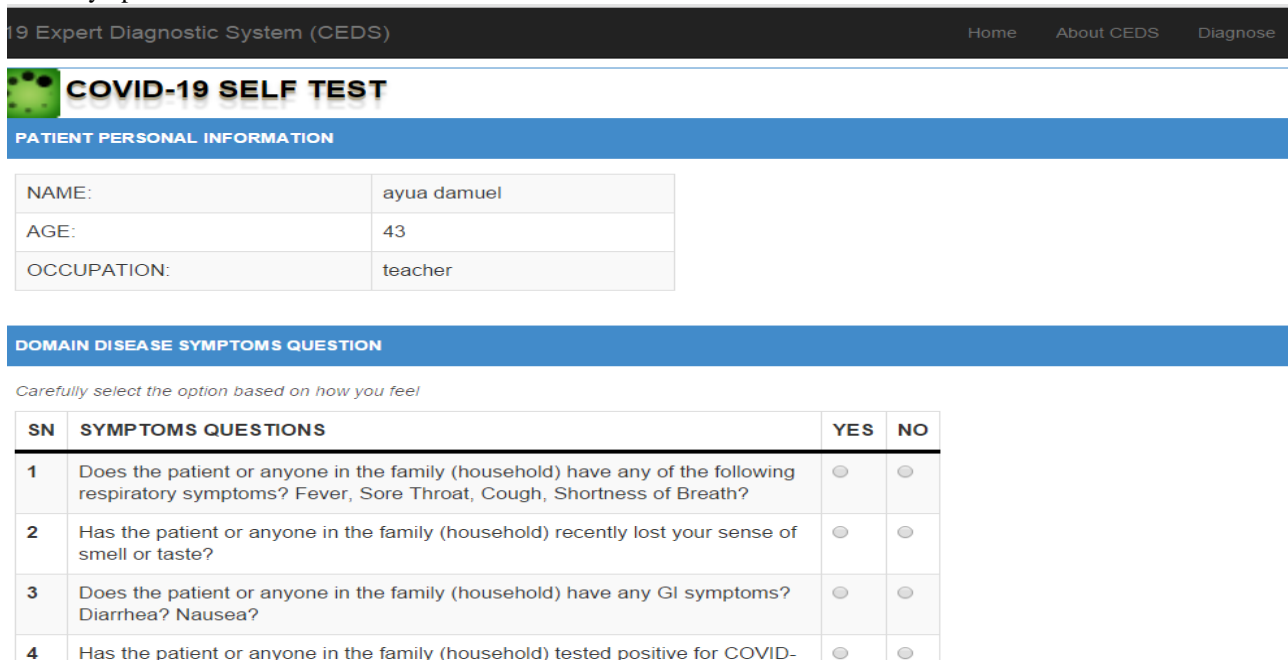 19 Expert Diagnostic System (CEDS) Home About CEDS Diagnose
COVID-19 SELF TEST
PATIENT PERSONAL INFORMATION
NAME: ayua damuel
AGE: 43
OCCUPATION: teacher
DOMAIN DISEASE SYMPTOMS QUESTION
Carefully select the option based on how you feel
SN SYMPTOMS QUESTIONS YES NO
1 Does the patient or anyone in the family (household) have any of the following
respiratory symptoms? Fever, Sore Throat, Cough, Shortness of Breath?
2 Has the patient or anyone in the family (household) recently lost your sense of
smell or taste?
3 Does the patient or anyone in the family (household) have any GI symptoms?
Diarrhea? Nausea?
4 Has the patient or anyone in the family (household) tested positive for COVID-